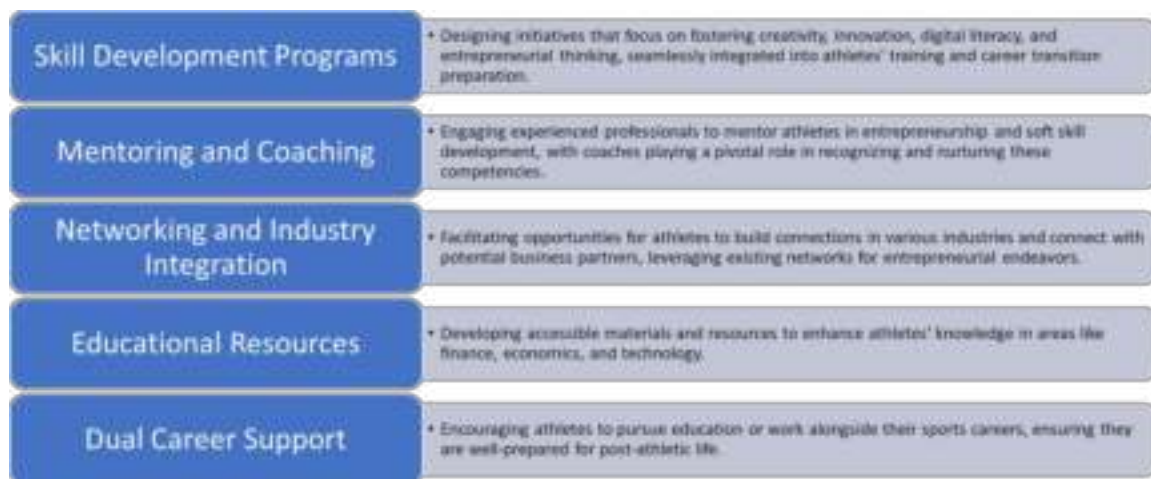 Skill Development Programs
• Designing initiatives that focus on fostering creativity, innovation, digital literacy, and
entrepreneurial thinking, seamlessly integrated into athletes' training and career transition
preparation.
Mentoring and Coaching
• Engaging experienced professionals to mentor athletes in entrepreneurship and soft skill
development, with coaches playing a pivotal role in recognizing and nurturing these
competencies.
Networking and Industry
Integration
• Facilitating opportunities for athletes to build connections in various industries and connect with
potential business partners, leveraging existing networks for entrepreneurial endeavors.
Educational Resources
• Developing accessible materials and resources to enhance athletes' knowledge in areas like
finance, economics, and technology.
Dual Career Support
• Encouraging athletes to pursue education or work alongside their sports careers, ensuring they
are well-prepared for post-athletic life.